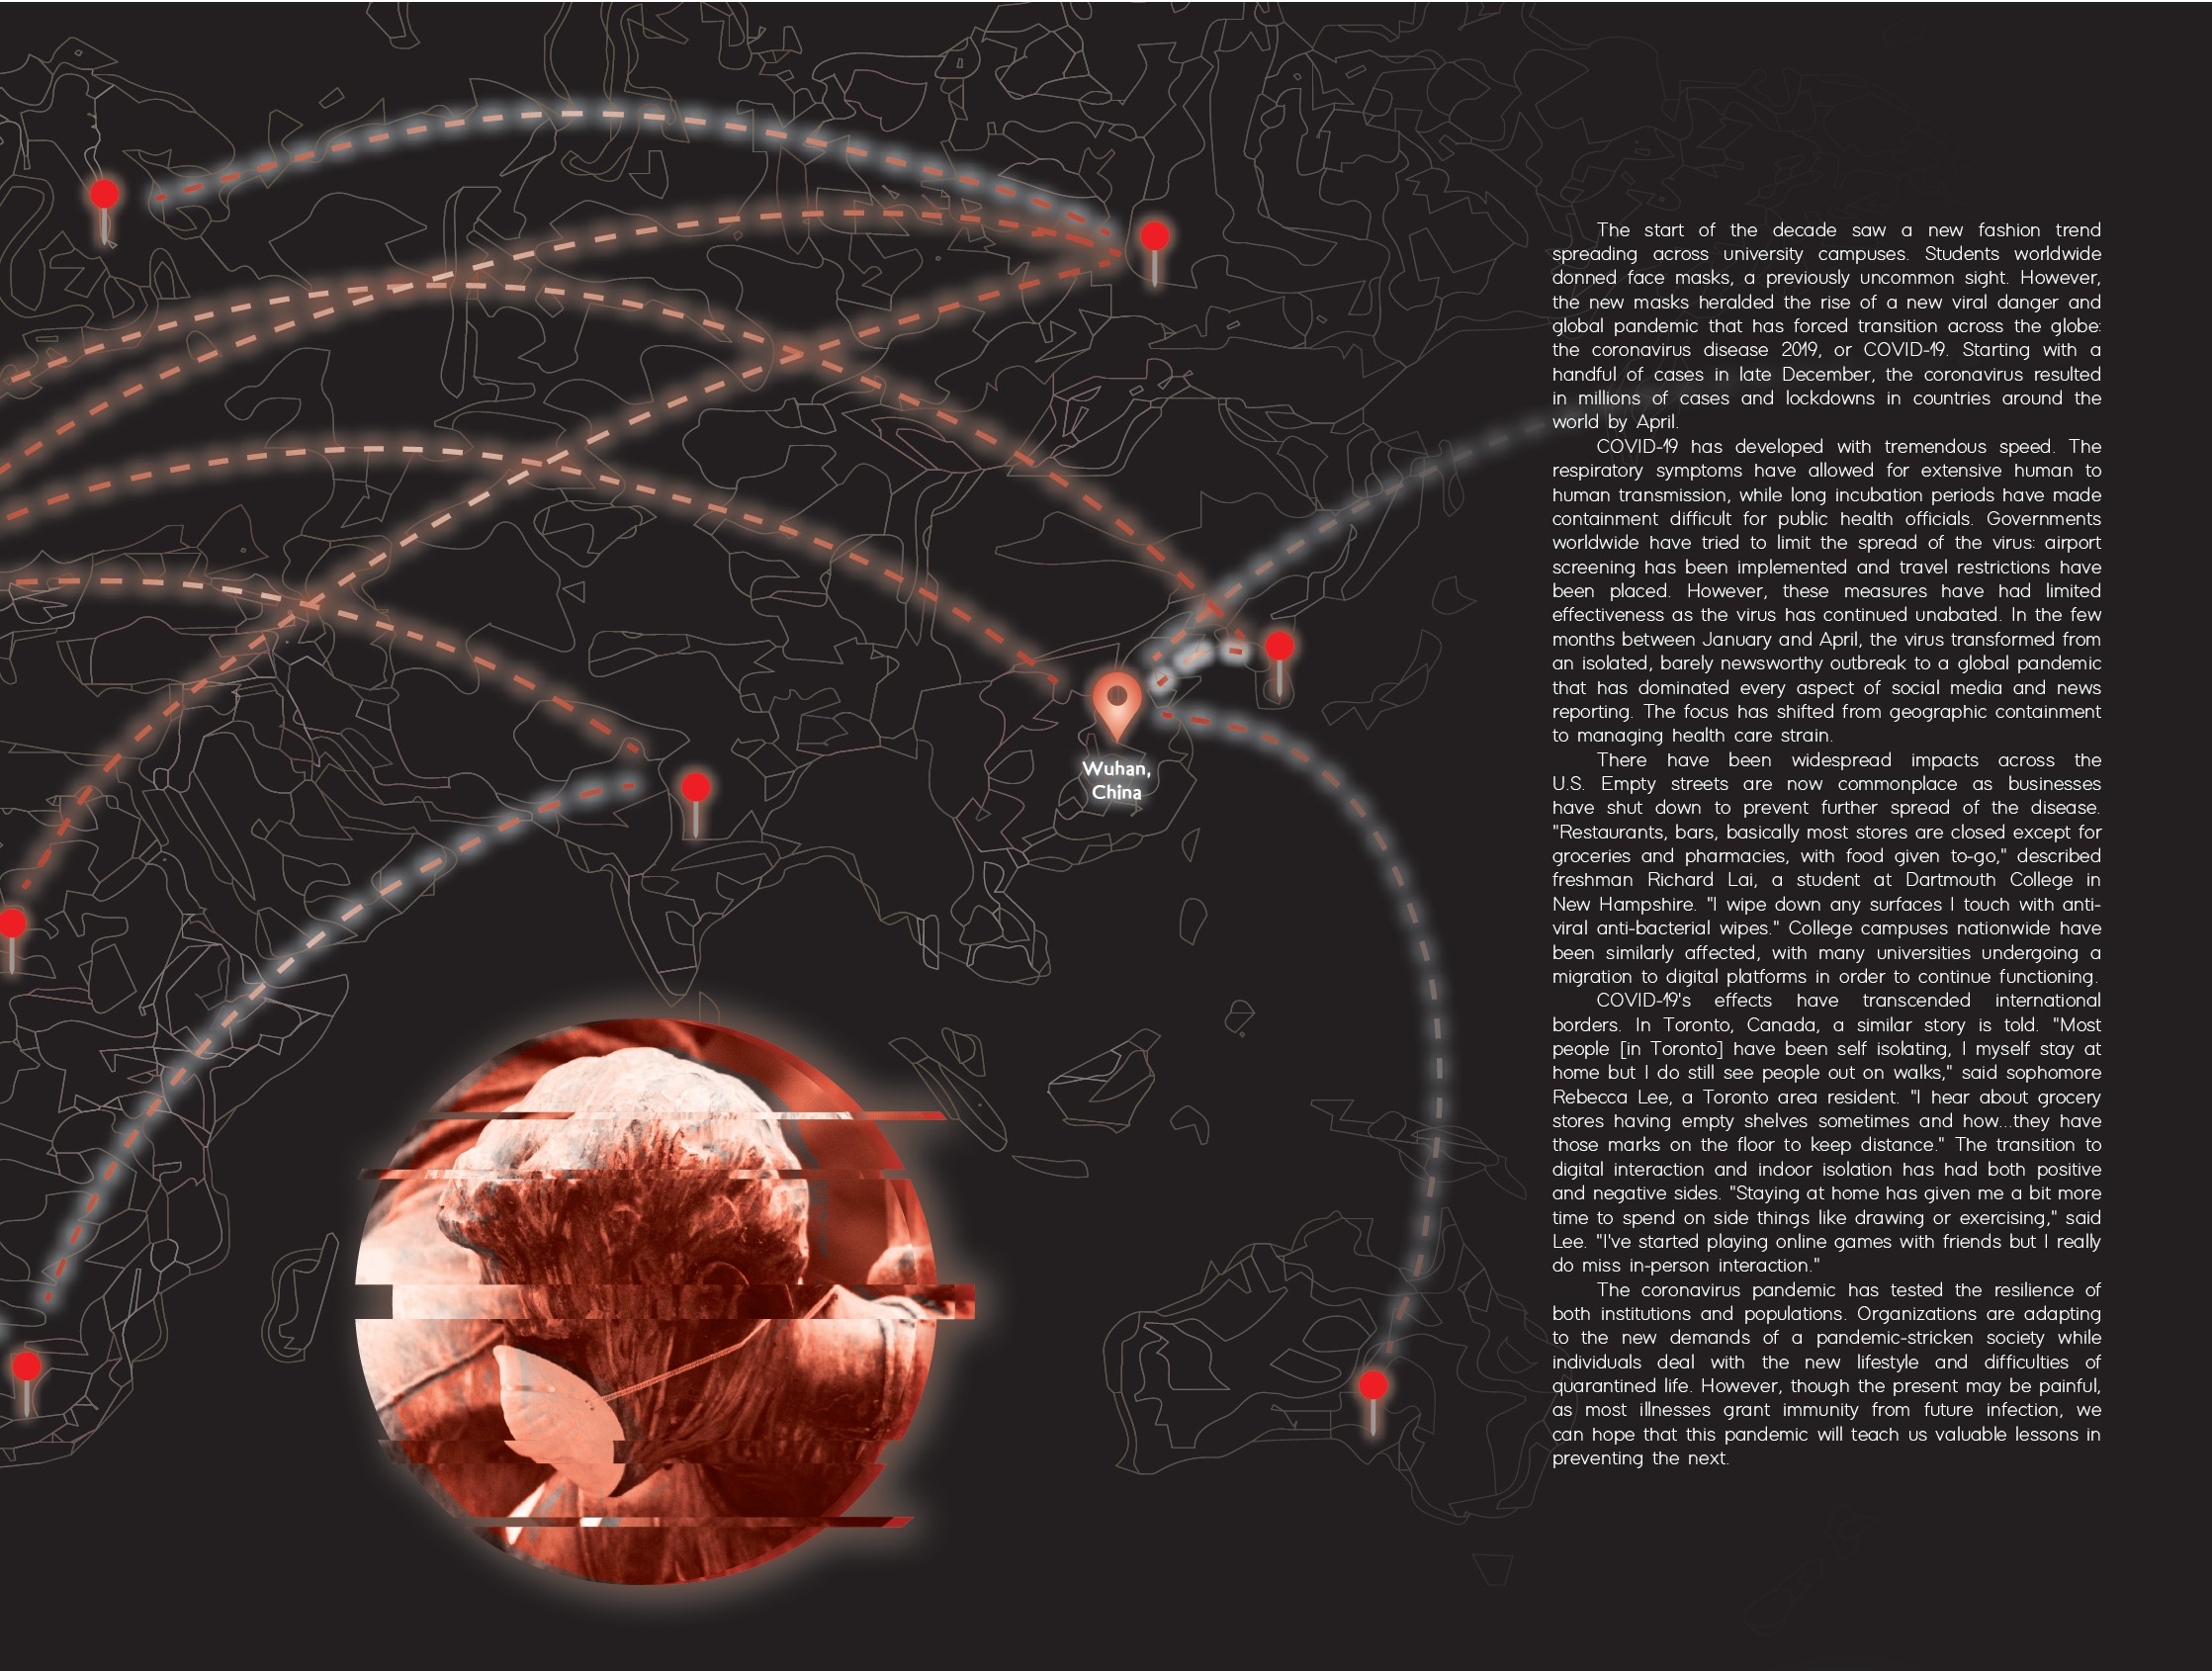 Wuhan,
China
The start of the decade saw a new fashion trend
spreading across university campuses. Students worldwide
donned face masks, a previously uncommon sight. However,
the new masks heralded the rise of a new viral danger and
global pandemic that has forced transition across the globe:
the coronavirus disease 2019, or COVID-19. Starting with a
handful of cases in late December, the coronavirus resulted
in millions of cases and lockdowns in countries around the
world by April.
COVID-19 has developed with tremendous speed. The
respiratory symptoms have allowed for extensive human to
human transmission, while long incubation periods have made
containment difficult for public health officials. Governments
worldwide have tried to limit the spread of the virus: airport
screening has been implemented and travel restrictions have
been placed. However, these measures have had limited
effectiveness as the virus has continued unabated. In the few
months between January and April, the virus transformed from
an isolated, barely newsworthy outbreak to a global pandemic
that has dominated every aspect of social media and news
reporting. The focus has shifted from geographic containment
to managing health care strain.
There have been widespread impacts across the
U.S. Empty streets are now commonplace as businesses
have shut down to prevent further spread of the disease.
"Restaurants, bars, basically most stores are closed except for
groceries and pharmacies, with food given to-go," described
freshman Richard Lai, a student at Dartmouth College in
New Hampshire. "I wipe down any surfaces I touch with anti-
viral anti-bacterial wipes." College campuses nationwide have
been similarly affected, with many universities undergoing a
migration to digital platforms in order to continue functioning.
COVID-19's effects have transcended international
borders. In Toronto, Canada, a similar story is told. "Most
people [in Toronto] have been self isolating, I myself stay at
home but I do still see people out on walks," said sophomore
Rebecca Lee, a Toronto area resident. "I hear about grocery
stores having empty shelves sometimes and how...they have
those marks on the floor to keep distance." The transition to
digital interaction and indoor isolation has had both positive
and negative sides. "Staying at home has given me a bit more
time to spend on side things like drawing or exercising," said
Lee. "I've started playing online games with friends but I really
do miss in-person interaction."
The coronavirus pandemic has tested the resilience of
both institutions and populations. Organizations are adapting
to the new demands of a pandemic-stricken society while
individuals deal with the new lifestyle and difficulties of
quarantined life. However, though the present may be painful,
as most illnesses grant immunity from future infection, we
can hope that this pandemic will teach us valuable lessons in
preventing the next.